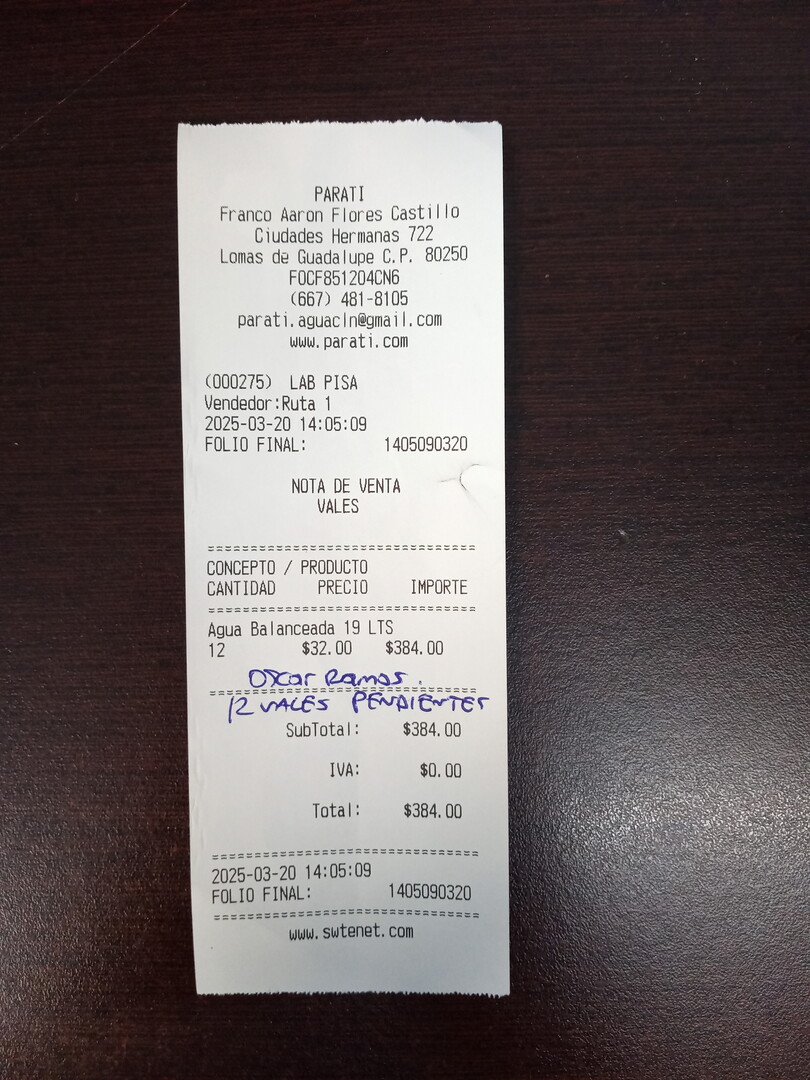 PARATI
Franco Aaron Flores Castillo
Ciudades Hermanas 722
Lomas de Guadalupe C.P. 80250
FOCF851204CN6
(667) 481-8105
parati.aguacln@gmail.com
www.parati.com
(000275) LAB PISA
Vendedor:Ruta 1
2025-03-20 14:05:09
FOLIO FINAL: 1405090320
NOTA DE VENTA
VALES
===============================
CONCEPTO / PRODUCTO
CANTIDAD PRECIO IMPORTE
===============================
Agua Balanceada 19 LTS
12 $32.00 $384.00
Oscar Ramos.
===============================
12 VALES PENDIENTES
SubTotal: $384.00
IVA: $0.00
Total: $384.00
===============================
2025-03-20 14:05:09
FOLIO FINAL: 1405090320
===============================
www.swtenet.com